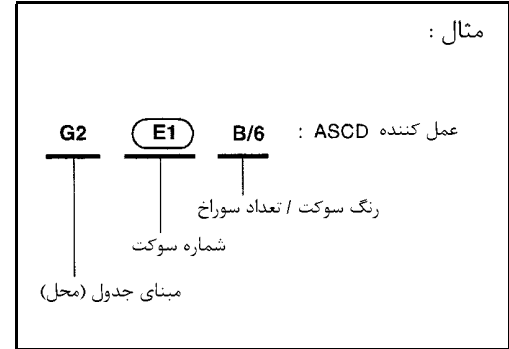 مثال :
عمل کننده ASCD : B/6 E1 G2
رنگ سوکت / تعداد سوراخ
شماره سوکت
مبنای جدول (محل)